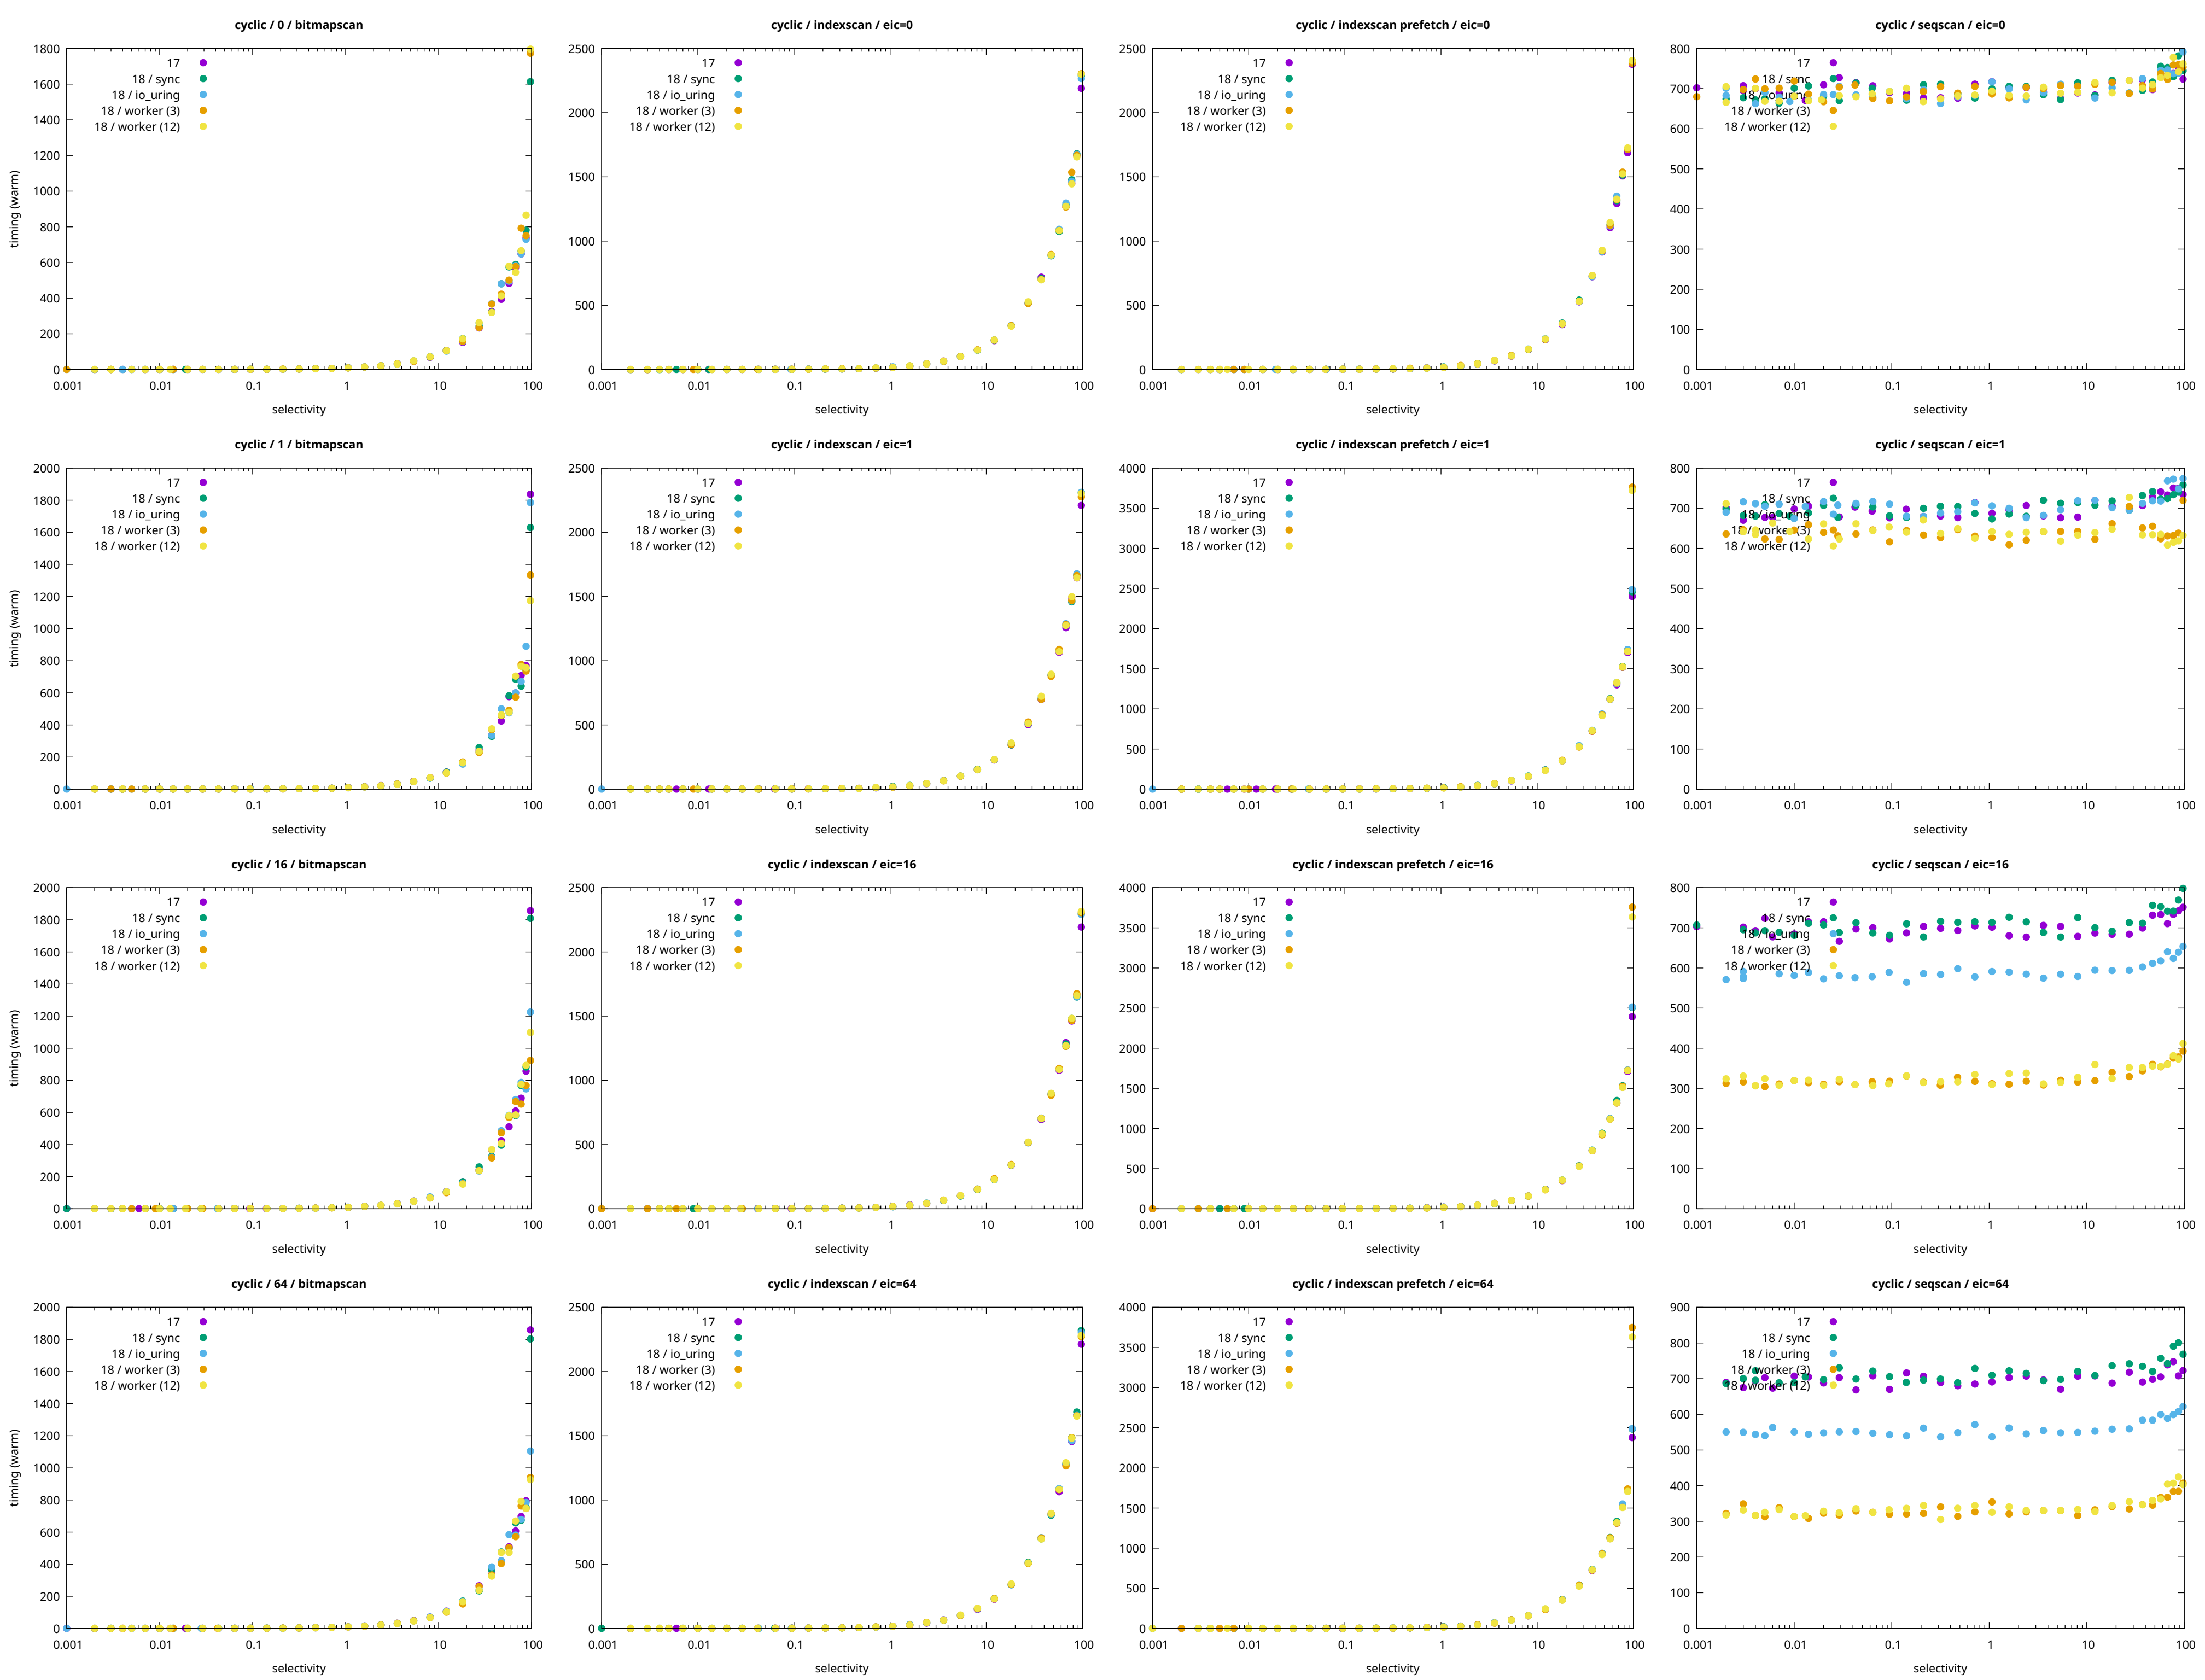 cyclic / 0 / bitmapscan
timing (warm)
1800
1600
1400
1200
1000
800
600
400
200
0
17
18 / sync
18 / io_uring
18 / worker (3)
18 / worker (12)
0.001 0.01 0.1 1 10 100
selectivity
cyclic / indexscan / eic=0
2500
2000
1500
1000
500
0
17
18 / sync
18 / io_uring
18 / worker (3)
18 / worker (12)
0.001 0.01 0.1 1 10 100
selectivity
cyclic / indexscan prefetch / eic=0
2500
2000
1500
1000
500
0
17
18 / sync
18 / io_uring
18 / worker (3)
18 / worker (12)
0.001 0.01 0.1 1 10 100
selectivity
cyclic / seqscan / eic=0
800
700
600
500
400
300
200
100
0
17
18 / sync
18 / io_uring
18 / worker (3)
18 / worker (12)
0.001 0.01 0.1 1 10 100
selectivity
cyclic / 1 / bitmapscan
timing (warm)
2000
1800
1600
1400
1200
1000
800
600
400
200
0
17
18 / sync
18 / io_uring
18 / worker (3)
18 / worker (12)
0.001 0.01 0.1 1 10 100
selectivity
cyclic / indexscan / eic=1
2500
2000
1500
1000
500
0
17
18 / sync
18 / io_uring
18 / worker (3)
18 / worker (12)
0.001 0.01 0.1 1 10 100
selectivity
cyclic / indexscan prefetch / eic=1
4000
3500
3000
2500
2000
1500
1000
500
0
17
18 / sync
18 / io_uring
18 / worker (3)
18 / worker (12)
0.001 0.01 0.1 1 10 100
selectivity
cyclic / seqscan / eic=1
800
700
600
500
400
300
200
100
0
17
18 / sync
18 / io_uring
18 / worker (3)
18 / worker (12)
0.001 0.01 0.1 1 10 100
selectivity
cyclic / 16 / bitmapscan
timing (warm)
2000
1800
1600
1400
1200
1000
800
600
400
200
0
17
18 / sync
18 / io_uring
18 / worker (3)
18 / worker (12)
0.001 0.01 0.1 1 10 100
selectivity
cyclic / indexscan / eic=16
2500
2000
1500
1000
500
0
17
18 / sync
18 / io_uring
18 / worker (3)
18 / worker (12)
0.001 0.01 0.1 1 10 100
selectivity
cyclic / indexscan prefetch / eic=16
4000
3500
3000
2500
2000
1500
1000
500
0
17
18 / sync
18 / io_uring
18 / worker (3)
18 / worker (12)
0.001 0.01 0.1 1 10 100
selectivity
cyclic / seqscan / eic=16
800
700
600
500
400
300
200
100
0
17
18 / sync
18 / io_uring
18 / worker (3)
18 / worker (12)
0.001 0.01 0.1 1 10 100
selectivity
cyclic / 64 / bitmapscan
timing (warm)
2000
1800
1600
1400
1200
1000
800
600
400
200
0
17
18 / sync
18 / io_uring
18 / worker (3)
18 / worker (12)
0.001 0.01 0.1 1 10 100
selectivity
cyclic / indexscan / eic=64
2500
2000
1500
1000
500
0
17
18 / sync
18 / io_uring
18 / worker (3)
18 / worker (12)
0.001 0.01 0.1 1 10 100
selectivity
cyclic / indexscan prefetch / eic=64
4000
3500
3000
2500
2000
1500
1000
500
0
17
18 / sync
18 / io_uring
18 / worker (3)
18 / worker (12)
0.001 0.01 0.1 1 10 100
selectivity
cyclic / seqscan / eic=64
900
800
700
600
500
400
300
200
100
0
17
18 / sync
18 / io_uring
18 / worker (3)
18 / worker (12)
0.001 0.01 0.1 1 10 100
selectivity